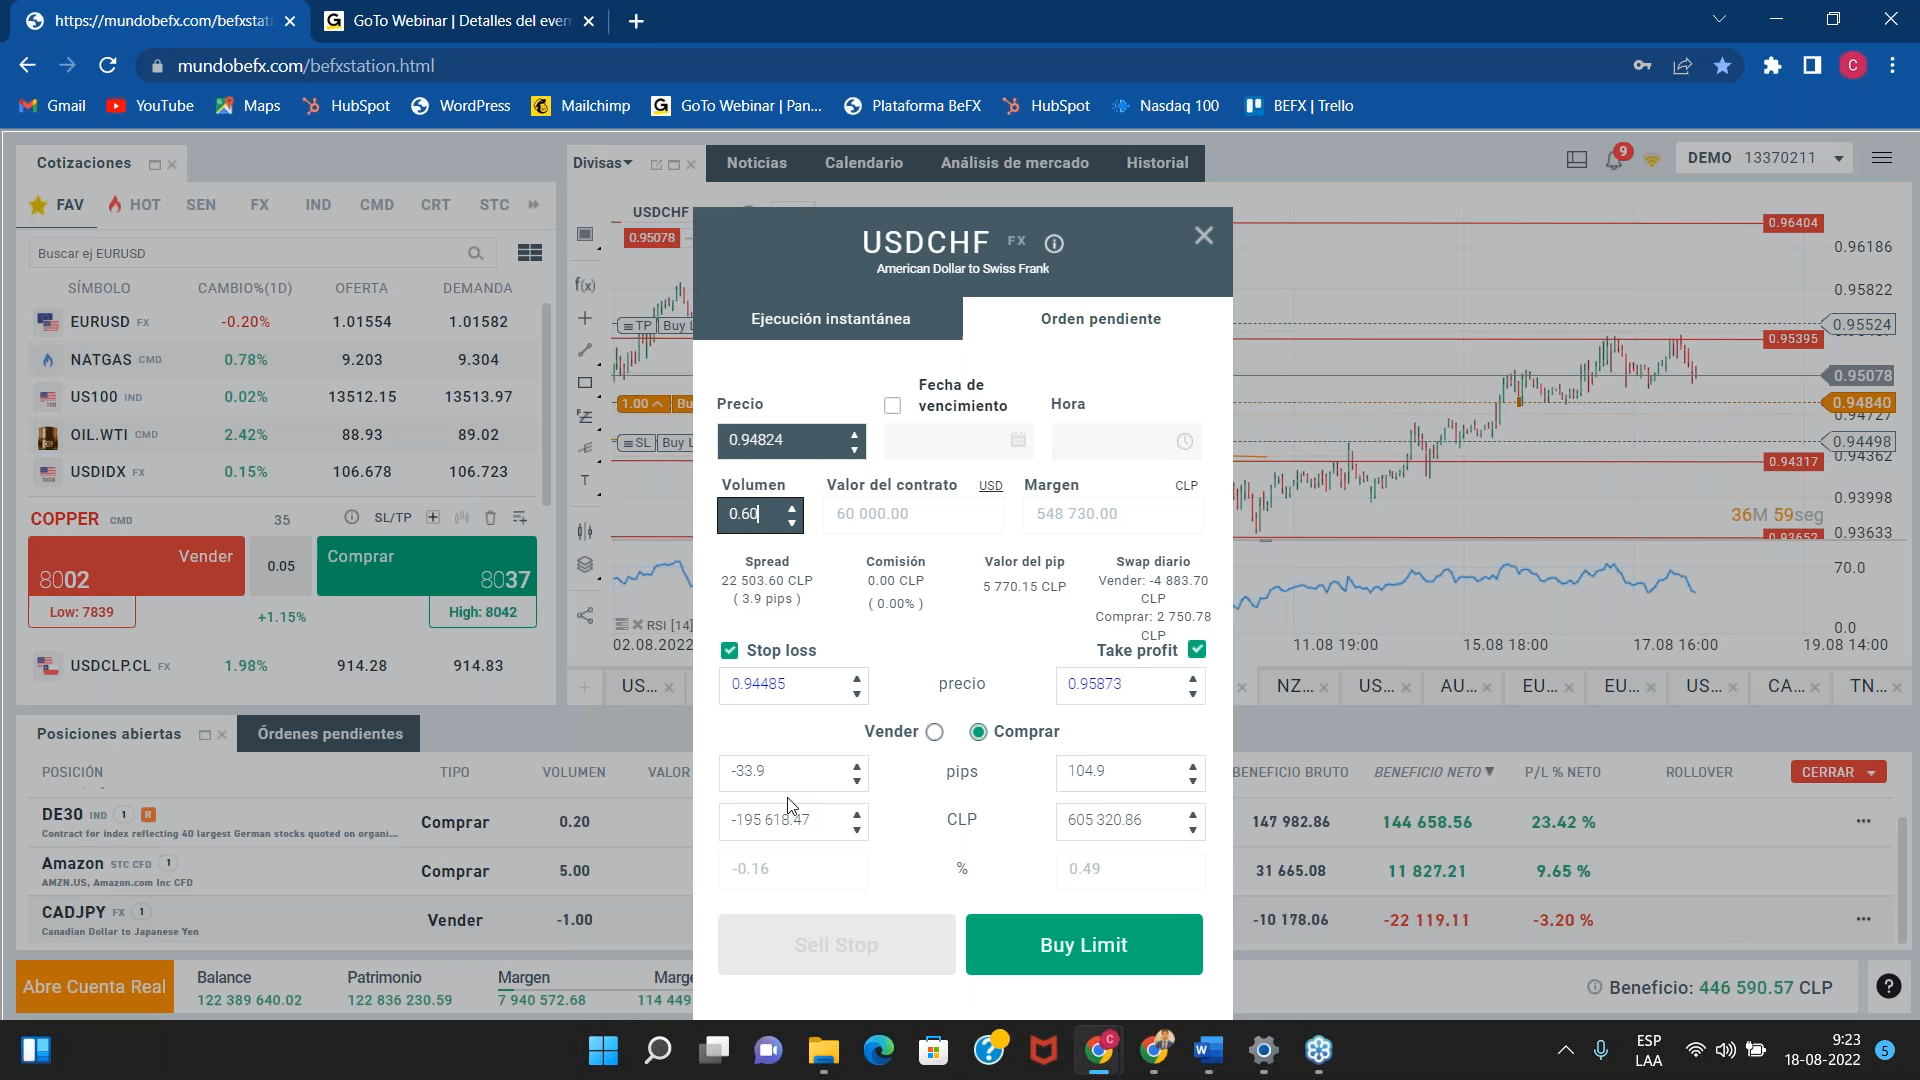 https://mundobefx.com/befxstati
GoTo Webinar | Detalles del even
mundobefx.com/befxstation.html
C
Gmail
YouTube
Maps
HubSpot
WordPress
Mailchimp
GoTo Webinar | Pan...
Plataforma BeFX
HubSpot
Nasdaq 100
BEFX | Trello
Cotizaciones
Divisas
Noticias
Calendario
Análisis de mercado
Historial
9
DEMO 13370211
FAV
HOT
SEN
FX
IND
CMD
CRT
STC
Buscar ej EURUSD
SÍMBOLO CAMBIO%(1D) OFERTA DEMANDA
EURUSD FX -0.20% 1.01554 1.01582
NATGAS CMD 0.78% 9.203 9.304
US100 IND 0.02% 13512.15 13513.97
OIL.WTI CMD 2.42% 88.93 89.02
USDIDX FX 0.15% 106.678 106.723
COPPER CMD 35 SL/TP
Vender 8002
0.05
Comprar 8037
Low: 7839
+1.15%
High: 8042
USDCLP.CL FX 1.98% 914.28 914.83
USDCHF
0.95078
f(x)
TP Buy L
1.00 Bu
SL Buy L
T
RSI [14]
02.08.2022
USDCHF FX
American Dollar to Swiss Frank
Ejecución instantánea
Orden pendiente
Precio
Fecha de
vencimiento
Hora
0.94824
Volumen
Valor del contrato USD
Margen CLP
0.60
60 000.00
548 730.00
Spread
22 503.60 CLP
( 3.9 pips )
Comisión
0.00 CLP
( 0.00% )
Valor del pip
5 770.15 CLP
Swap diario
Vender: -4 883.70
CLP
Comprar: 2 750.78
CLP
Stop loss
Take profit
0.94485 precio 0.95873
Vender
Comprar
-33.9 pips 104.9
-195 618.47 CLP 605 320.86
-0.16 % 0.49
Sell Stop
Buy Limit
0.96404
0.96186
0.95822
0.95524
0.95395
0.95078
0.94840
0.94727
0.94498
0.94362
0.94317
0.93998
36M 59seg
0.93652
0.93633
70.0
0.0
11.08 19:00
15.08 18:00
17.08 16:00
19.08 14:00
US...
NZ...
US...
AU...
EU...
EU...
US...
CA...
TN...
Posiciones abiertas
Órdenes pendientes
POSICIÓN TIPO VOLUMEN VALOR
BENEFICIO BRUTO BENEFICIO NETO P/L % NETO ROLLOVER CERRAR
DE30 IND 1 R Comprar 0.20 147 982.86 144 658.56 23.42 %
Contract for index reflecting 40 largest German stocks quoted on organi...
Amazon STC CFD 1 Comprar 5.00 31 665.08 11 827.21 9.65 %
AMZN.US, Amazon.com Inc CFD
CADJPY FX 1 Vender -1.00 -10 178.06 -22 119.11 -3.20 %
Canadian Dollar to Japanese Yen
Abre Cuenta Real
Balance
122 389 640.02
Patrimonio
122 836 230.59
Margen
7 940 572.68
Marge
114 449
Beneficio: 446 590.57 CLP
?
ESP
LAA
9:23
18-08-2022
5